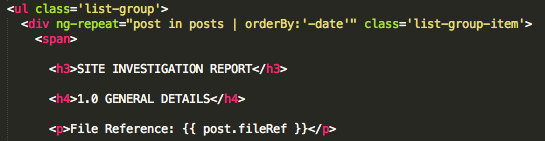 <ul class='list-group'>
<div ng-repeat="post in posts | orderBy:'-date'" class='list-group-item'>
<span>
<h3>SITE INVESTIGATION REPORT</h3>
<h4>1.0 GENERAL DETAILS</h4>
<p>File Reference: {{ post.fileRef }}</p>